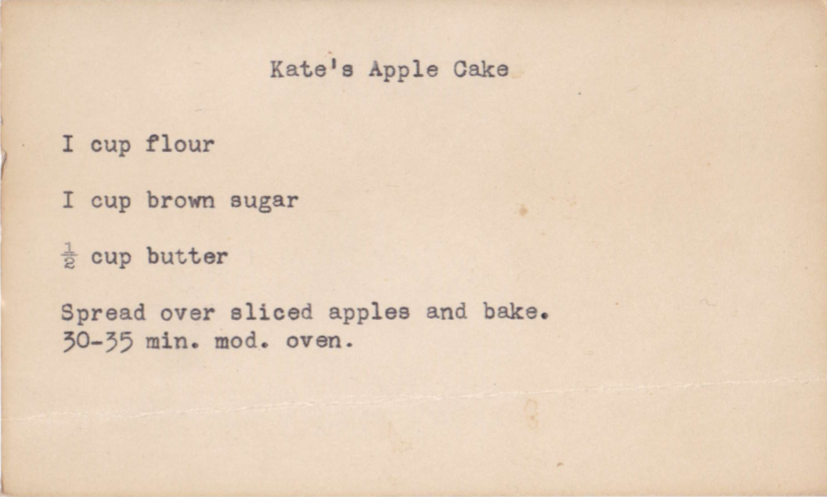 Kate's Apple Cake
I cup flour
I cup brown sugar
½ cup butter
Spread over sliced apples and bake.
30-35 min. mod. oven.